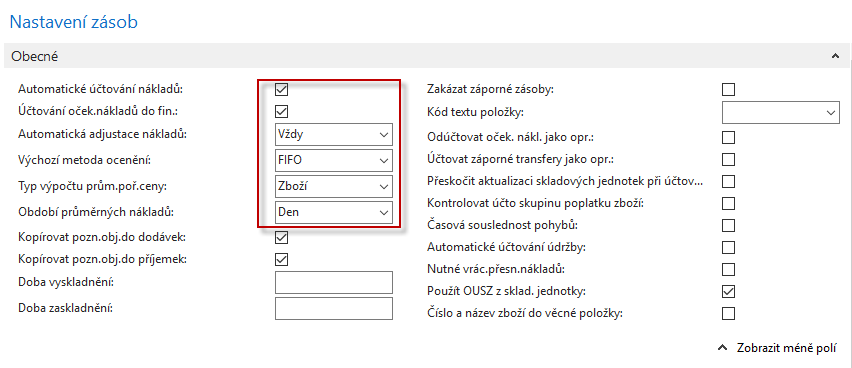 Nastavení zásob
Obecné
Automatické účtování nákladů:
Účtování oček.nákladů do fin.:
Automatická adjustace nákladů: Vždy
Výchozí metoda ocenění: FIFO
Typ výpočtu prům.poř.ceny: Zboží
Období průměrných nákladů: Den
Kopírovat pozn.obj.do dodávek:
Kopírovat pozn.obj.do příjemek:
Doba vyskladnění:
Doba zaskladnění:
Zakázat záporné zásoby:
Kód textu položky:
Odúčtovat oček. nákl. jako opr.:
Účtovat záporné transfery jako opr.:
Přeskočit aktualizaci skladových jednotek při účtov...
Kontrolovat účto skupinu poplatku zboží:
Časová souslednost pohybů:
Automatické účtování údržby:
Nutné vrác.přesn.nákladů:
Použít OUSZ z sklad. jednotky:
Číslo a název zboží do věcné položky:
Zobrazit méně polí